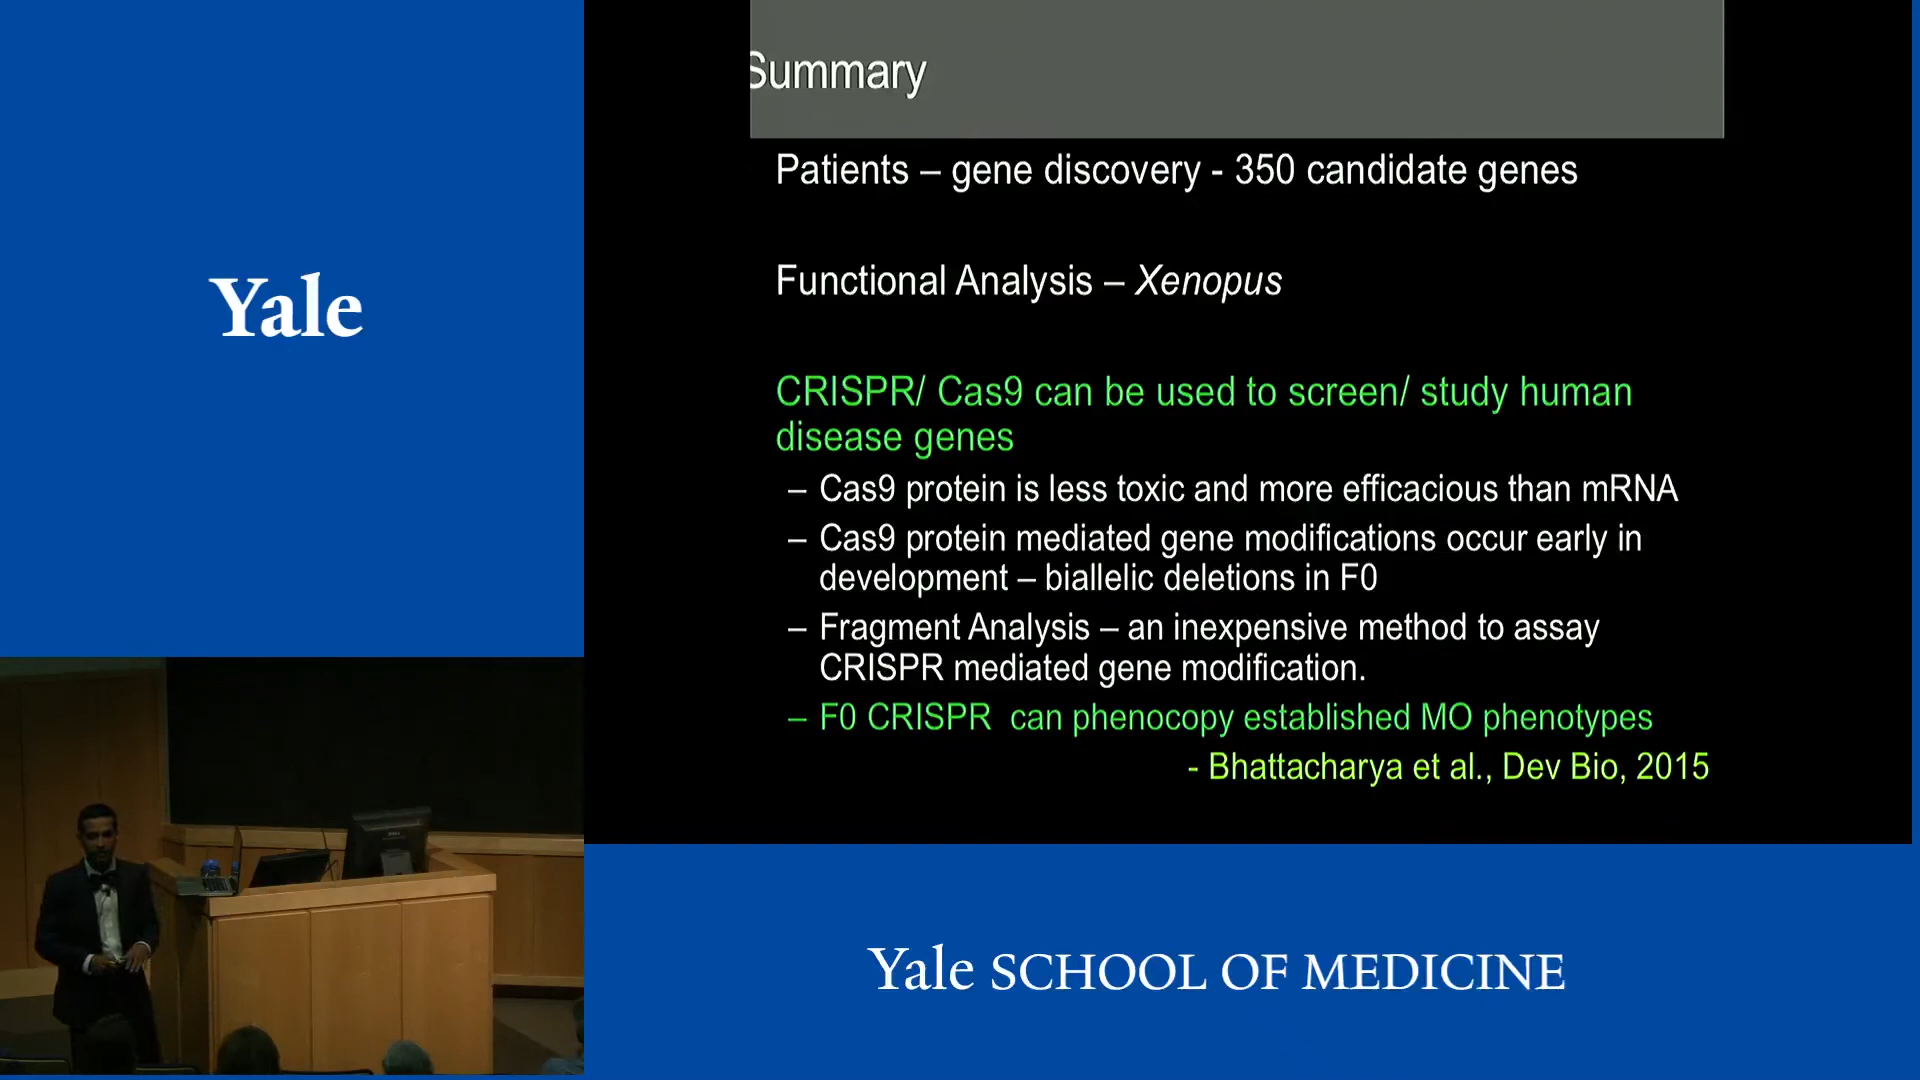 Yale
Summary
Patients – gene discovery - 350 candidate genes
Functional Analysis – Xenopus
CRISPR/ Cas9 can be used to screen/ study human
disease genes
– Cas9 protein is less toxic and more efficacious than mRNA
– Cas9 protein mediated gene modifications occur early in
development – biallelic deletions in F0
– Fragment Analysis – an inexpensive method to assay
CRISPR mediated gene modification.
– F0 CRISPR  can phenocopy established MO phenotypes
- Bhattacharya et al., Dev Bio, 2015
Yale SCHOOL OF MEDICINE